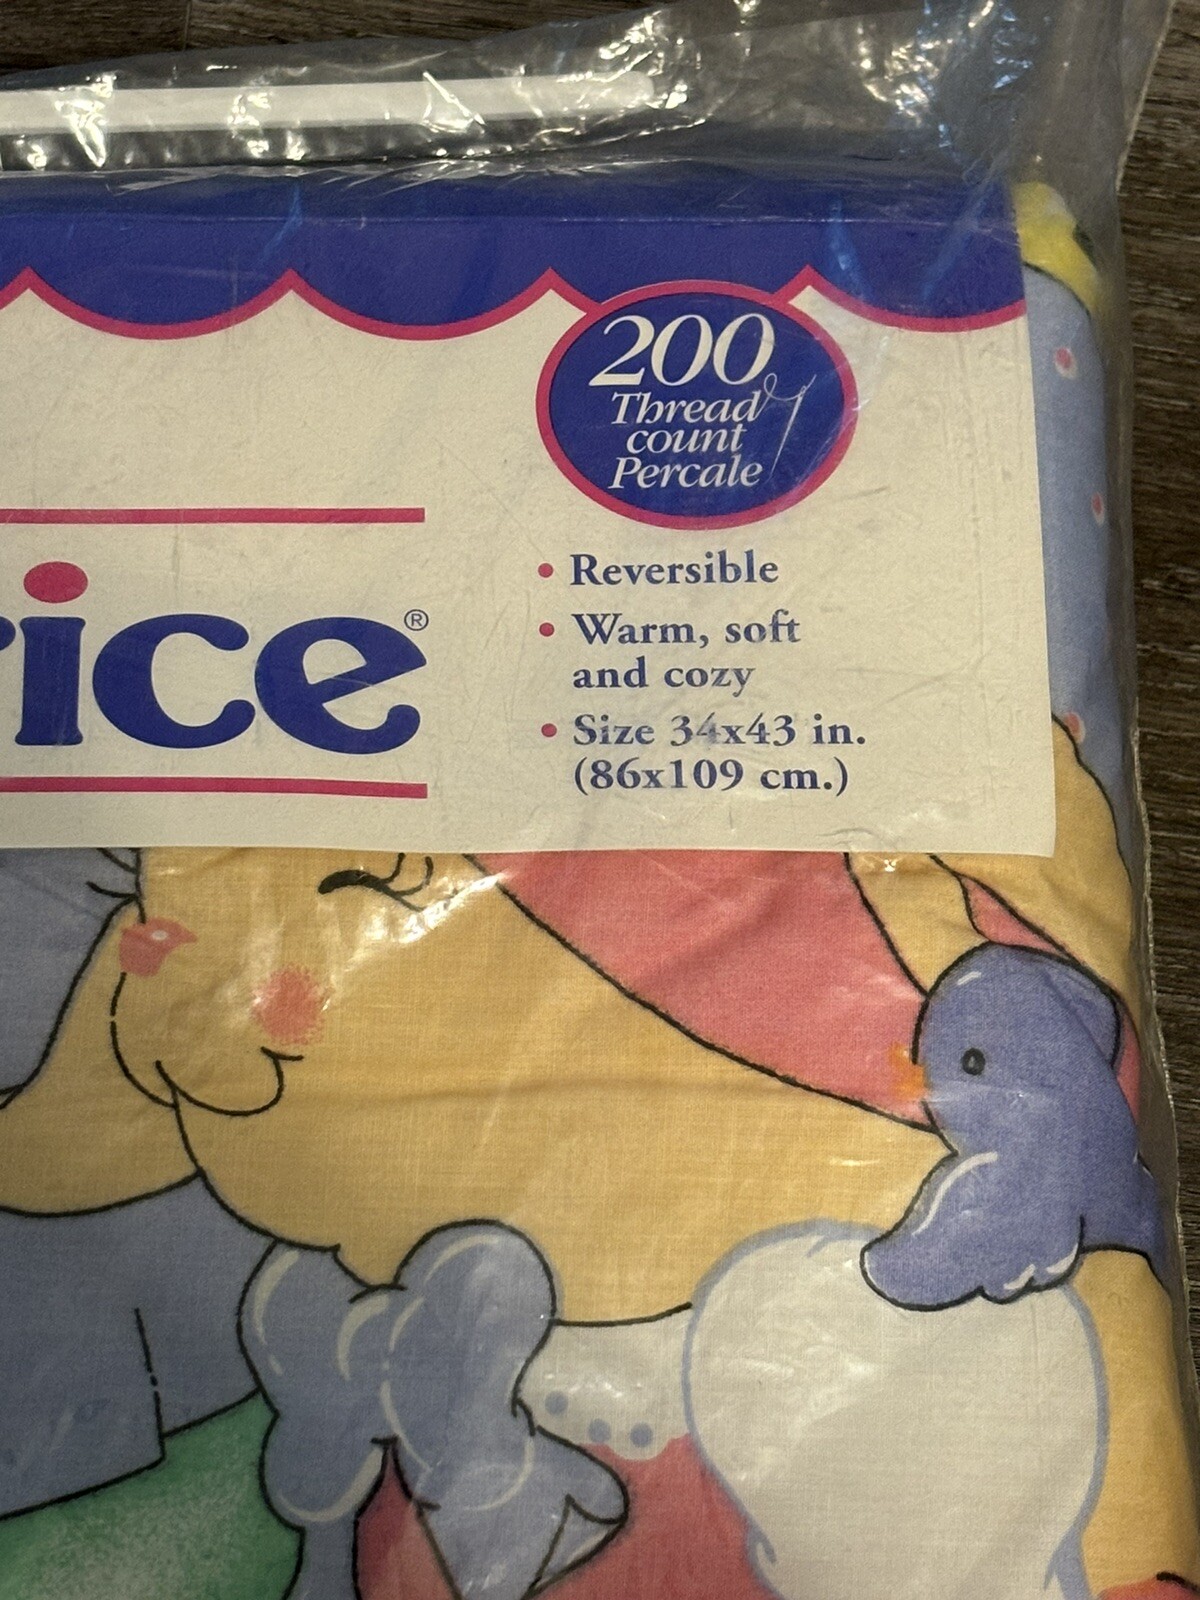 200
Thread
count
Percale
rice®
• Reversible
• Warm, soft
and cozy
• Size 34x43 in.
(86x109 cm.)